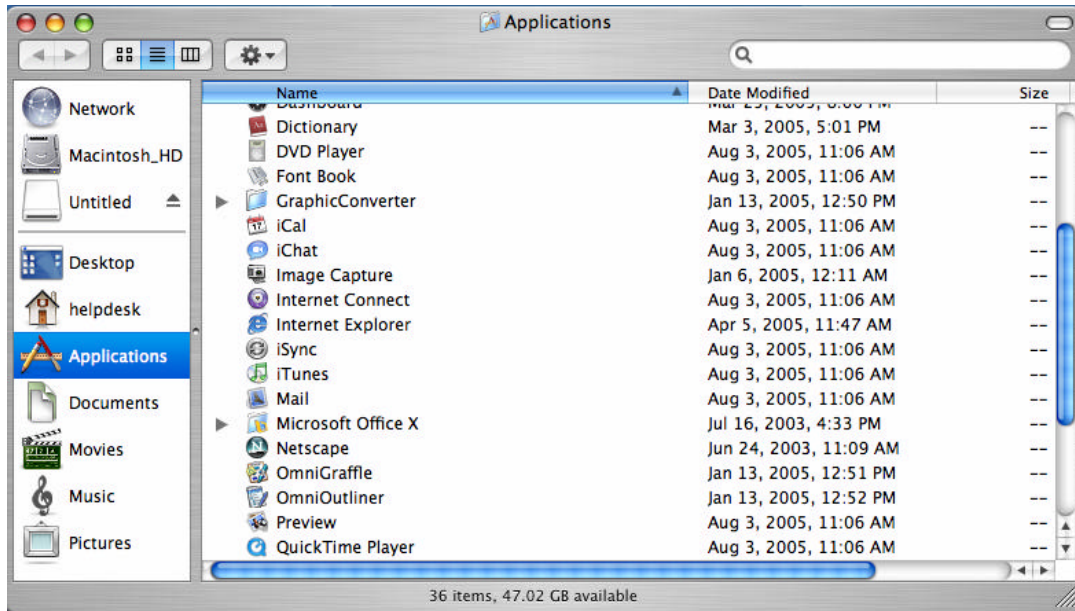 Applications
Network
Macintosh_HD
Untitled
Desktop
helpdesk
Applications
Documents
Movies
Music
Pictures
Name Date Modified Size
Dashboard Mar 25, 2005, 8:00 PM
Dictionary Mar 3, 2005, 5:01 PM --
DVD Player Aug 3, 2005, 11:06 AM --
Font Book Aug 3, 2005, 11:06 AM --
GraphicConverter Jan 13, 2005, 12:50 PM --
iCal Aug 3, 2005, 11:06 AM --
iChat Aug 3, 2005, 11:06 AM --
Image Capture Jan 6, 2005, 12:11 AM --
Internet Connect Aug 3, 2005, 11:06 AM --
Internet Explorer Apr 5, 2005, 11:47 AM --
iSync Aug 3, 2005, 11:06 AM --
iTunes Aug 3, 2005, 11:06 AM --
Mail Aug 3, 2005, 11:06 AM --
Microsoft Office X Jul 16, 2003, 4:33 PM --
Netscape Jun 24, 2003, 11:09 AM --
OmniGraffle Jan 13, 2005, 12:51 PM --
OmniOutliner Jan 13, 2005, 12:52 PM --
Preview Aug 3, 2005, 11:06 AM --
QuickTime Player Aug 3, 2005, 11:06 AM --
36 items, 47.02 GB available